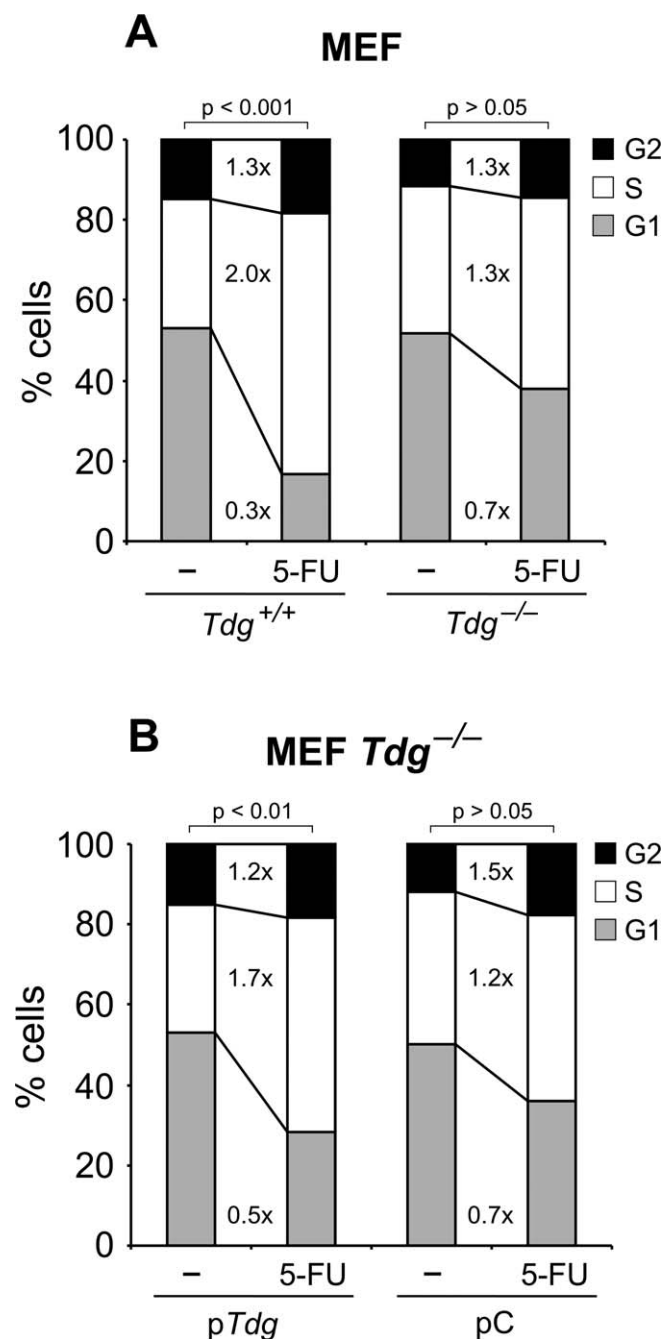 A
MEF
p < 0.001
p > 0.05
100
80
60
40
20
0
% cells
1.3x
2.0x
0.3x
1.3x
1.3x
0.7x
G2
S
G1
– 5-FU – 5-FU
Tdg+/+ Tdg–/–
B
MEF Tdg–/–
p < 0.01
p > 0.05
100
80
60
40
20
0
% cells
1.2x
1.7x
0.5x
1.5x
1.2x
0.7x
G2
S
G1
– 5-FU – 5-FU
pTdg pC